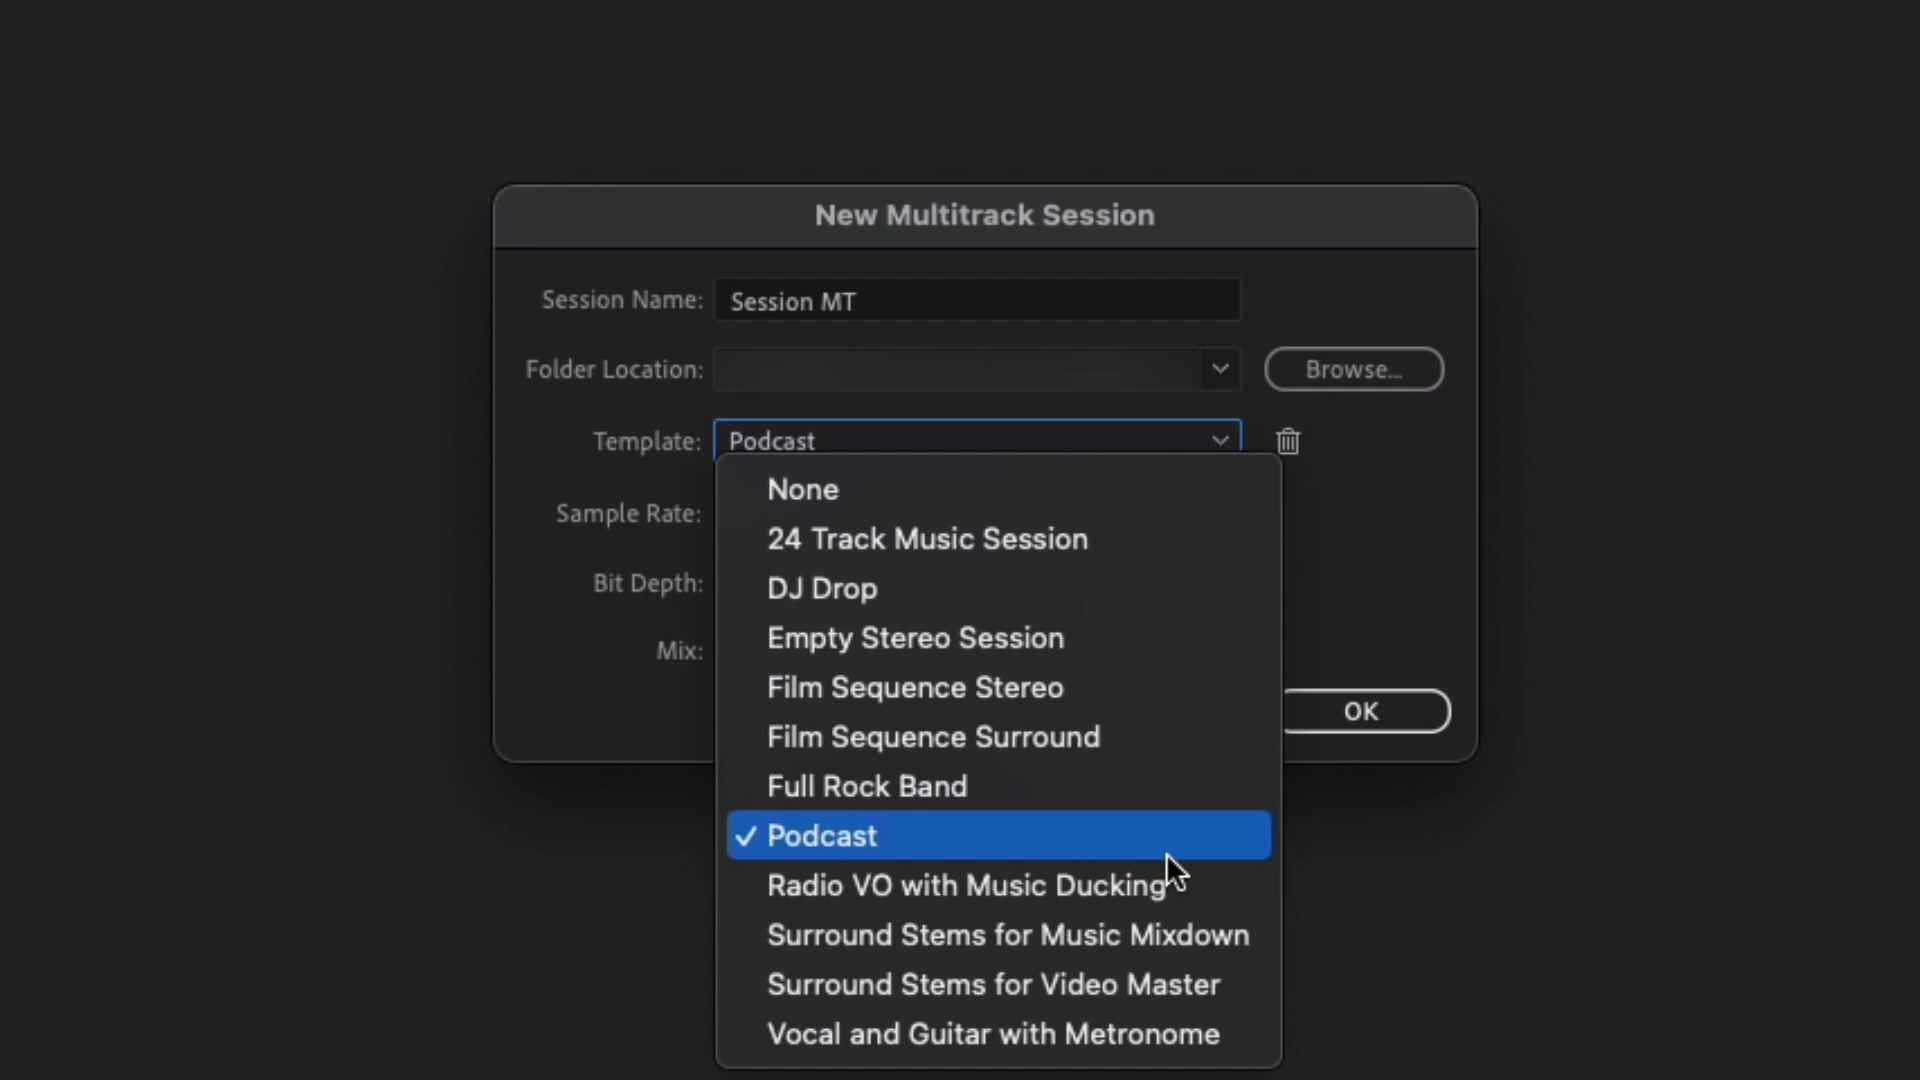 New Multitrack Session
Session Name: Session MT
Folder Location: Browse...
Template: Podcast
None
Sample Rate:
24 Track Music Session
Bit Depth:
DJ Drop
Empty Stereo Session
Mix:
Film Sequence Stereo
OK
Film Sequence Surround
Full Rock Band
Podcast
Radio VO with Music Ducking
Surround Stems for Music Mixdown
Surround Stems for Video Master
Vocal and Guitar with Metronome